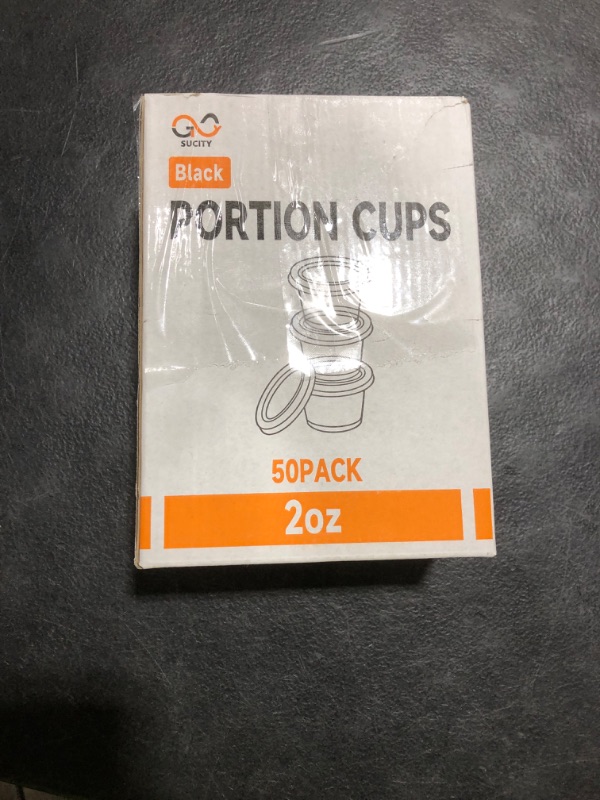 SUCITY
Black
PORTION CUPS
50PACK
2oz